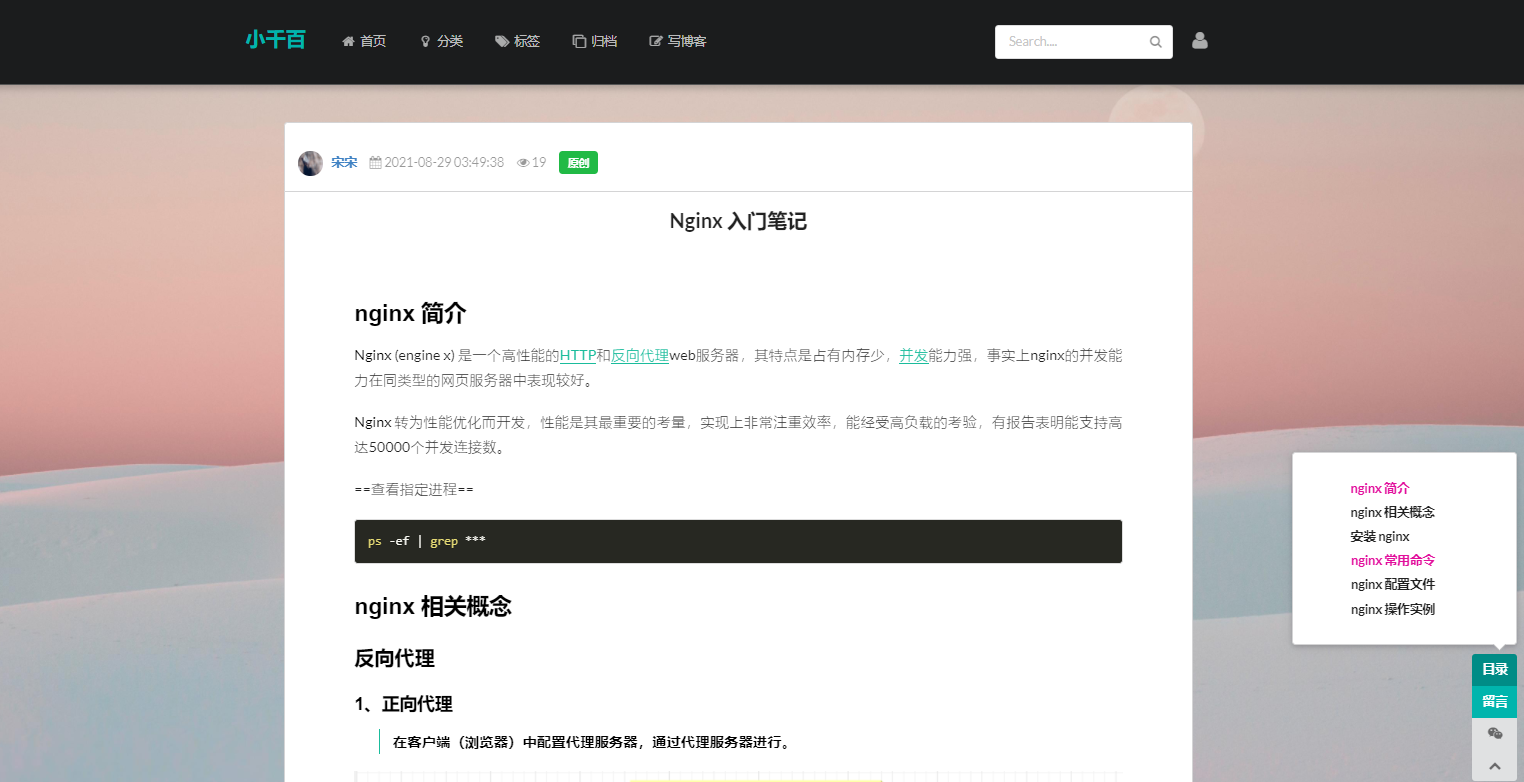 小千百 首页 分类 标签 归档 写博客 Search....
宋宋 2021-08-29 03:49:38 19 原创
Nginx 入门笔记
nginx 简介
Nginx (engine x) 是一个高性能的HTTP和反向代理web服务器，其特点是占有内存少，并发能力强，事实上nginx的并发能
力在同类型的网页服务器中表现较好。
Nginx 转为性能优化而开发，性能是其最重要的考量，实现上非常注重效率，能经受高负载的考验，有报告表明能支持高
达50000个并发连接数。
==查看指定进程==
ps -ef | grep ***
nginx 相关概念
反向代理
1、正向代理
在客户端（浏览器）中配置代理服务器，通过代理服务器进行。
nginx 简介
nginx 相关概念
安装 nginx
nginx 常用命令
nginx 配置文件
nginx 操作实例
目录
留言